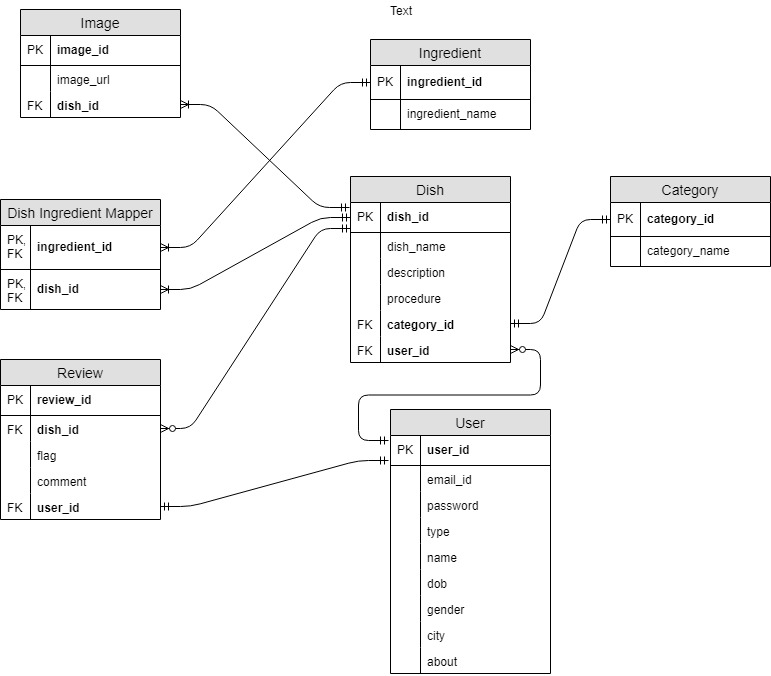 Text
Image
PK image_id
image_url
FK dish_id
Ingredient
PK ingredient_id
ingredient_name
Dish Ingredient Mapper
PK,
FK
ingredient_id
PK,
FK
dish_id
Dish
PK dish_id
dish_name
description
procedure
FK category_id
FK user_id
Category
PK category_id
category_name
Review
PK review_id
FK dish_id
flag
comment
FK user_id
User
PK user_id
email_id
password
type
name
dob
gender
city
about